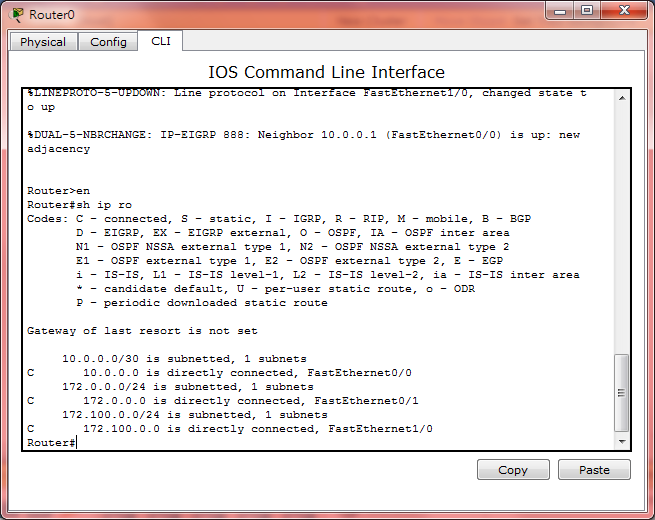 Router0
Physical Config CLI
IOS Command Line Interface
%LINEPROTO-5-UPDOWN: Line protocol on Interface FastEthernet1/0, changed state t
o up
%DUAL-5-NBRCHANGE: IP-EIGRP 888: Neighbor 10.0.0.1 (FastEthernet0/0) is up: new
adjacency
Router>en
Router#sh ip ro
Codes: C - connected, S - static, I - IGRP, R - RIP, M - mobile, B - BGP
D - EIGRP, EX - EIGRP external, O - OSPF, IA - OSPF inter area
N1 - OSPF NSSA external type 1, N2 - OSPF NSSA external type 2
E1 - OSPF external type 1, E2 - OSPF external type 2, E - EGP
i - IS-IS, L1 - IS-IS level-1, L2 - IS-IS level-2, ia - IS-IS inter area
* - candidate default, U - per-user static route, o - ODR
P - periodic downloaded static route
Gateway of last resort is not set
10.0.0.0/30 is subnetted, 1 subnets
C 10.0.0.0 is directly connected, FastEthernet0/0
172.0.0.0/24 is subnetted, 1 subnets
C 172.0.0.0 is directly connected, FastEthernet0/1
172.100.0.0/24 is subnetted, 1 subnets
C 172.100.0.0 is directly connected, FastEthernet1/0
Router#
Copy Paste